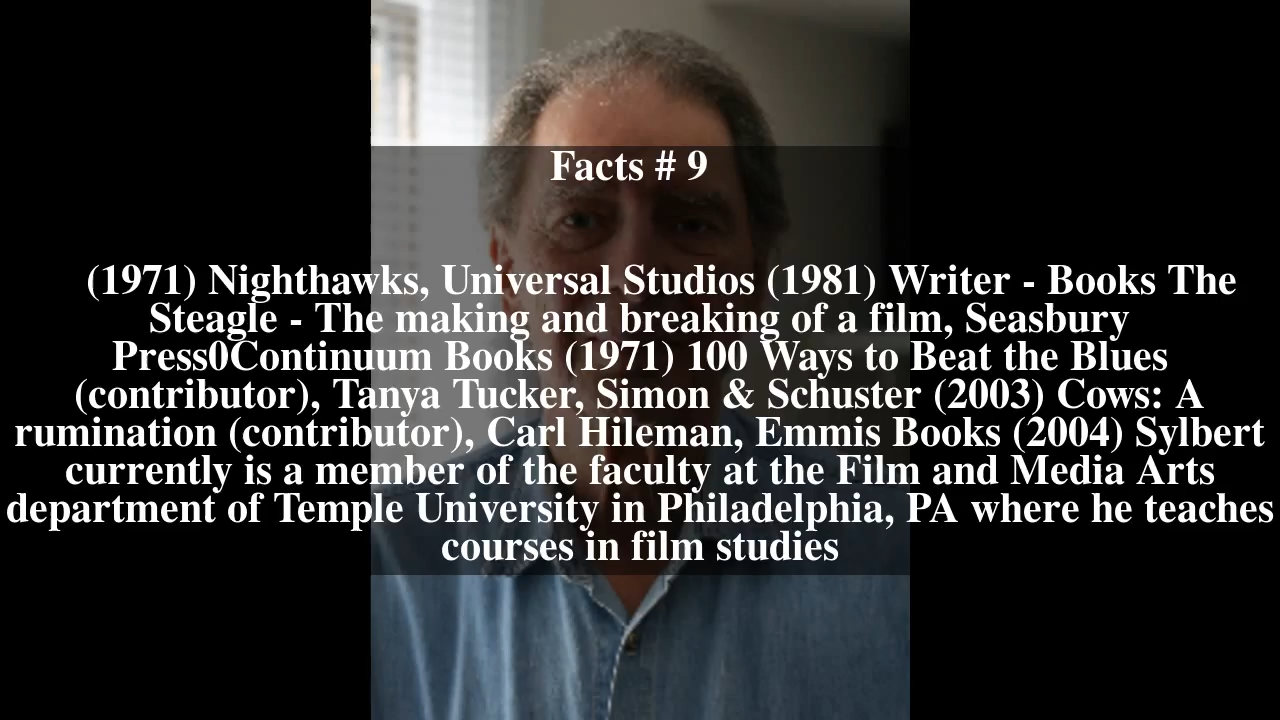 Facts # 9
(1971) Nighthawks, Universal Studios (1981) Writer - Books The
Steagle - The making and breaking of a film, Seasbury
Press0Continuum Books (1971) 100 Ways to Beat the Blues
(contributor), Tanya Tucker, Simon & Schuster (2003) Cows: A
rumination (contributor), Carl Hileman, Emmis Books (2004) Sylbert
currently is a member of the faculty at the Film and Media Arts
department of Temple University in Philadelphia, PA where he teaches
courses in film studies